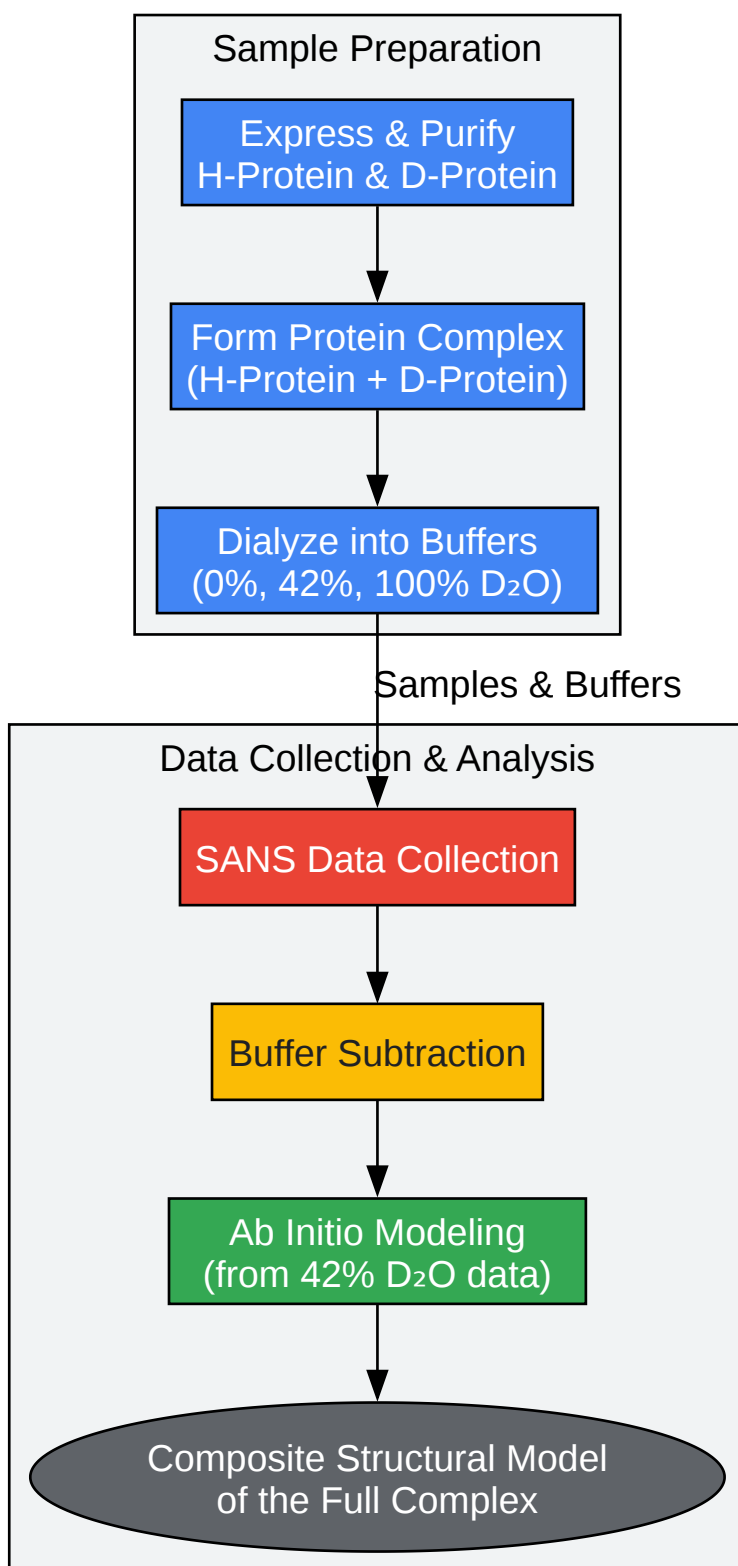 Sample Preparation
Express & Purify
H-Protein & D-Protein
Form Protein Complex
(H-Protein + D-Protein)
Dialyze into Buffers
(0%, 42%, 100% D₂O)
Samples & Buffers
Data Collection & Analysis
SANS Data Collection
Buffer Subtraction
Ab Initio Modeling
(from 42% D₂O data)
Composite Structural Model
of the Full Complex